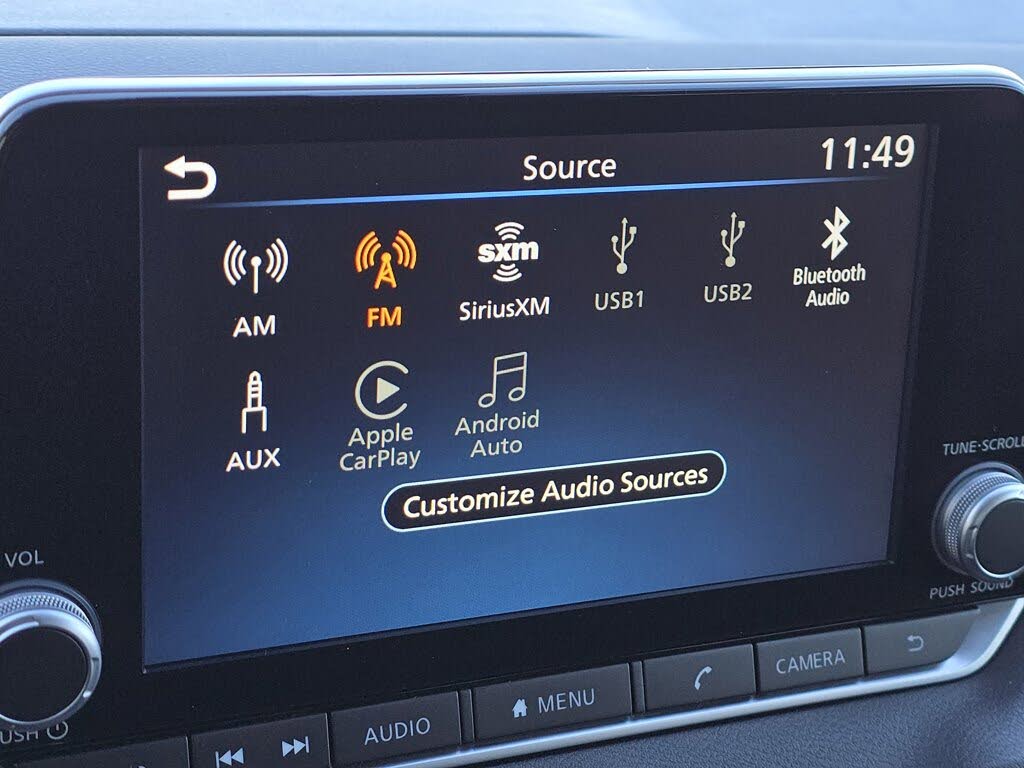 Source
11:49
AM
FM
sxm
SiriusXM
USB1
USB2
Bluetooth
Audio
AUX
Apple
CarPlay
Android
Auto
Customize Audio Sources
TUNE·SCROLL
VOL
PUSH SOUND
PUSH
AUDIO
MENU
CAMERA